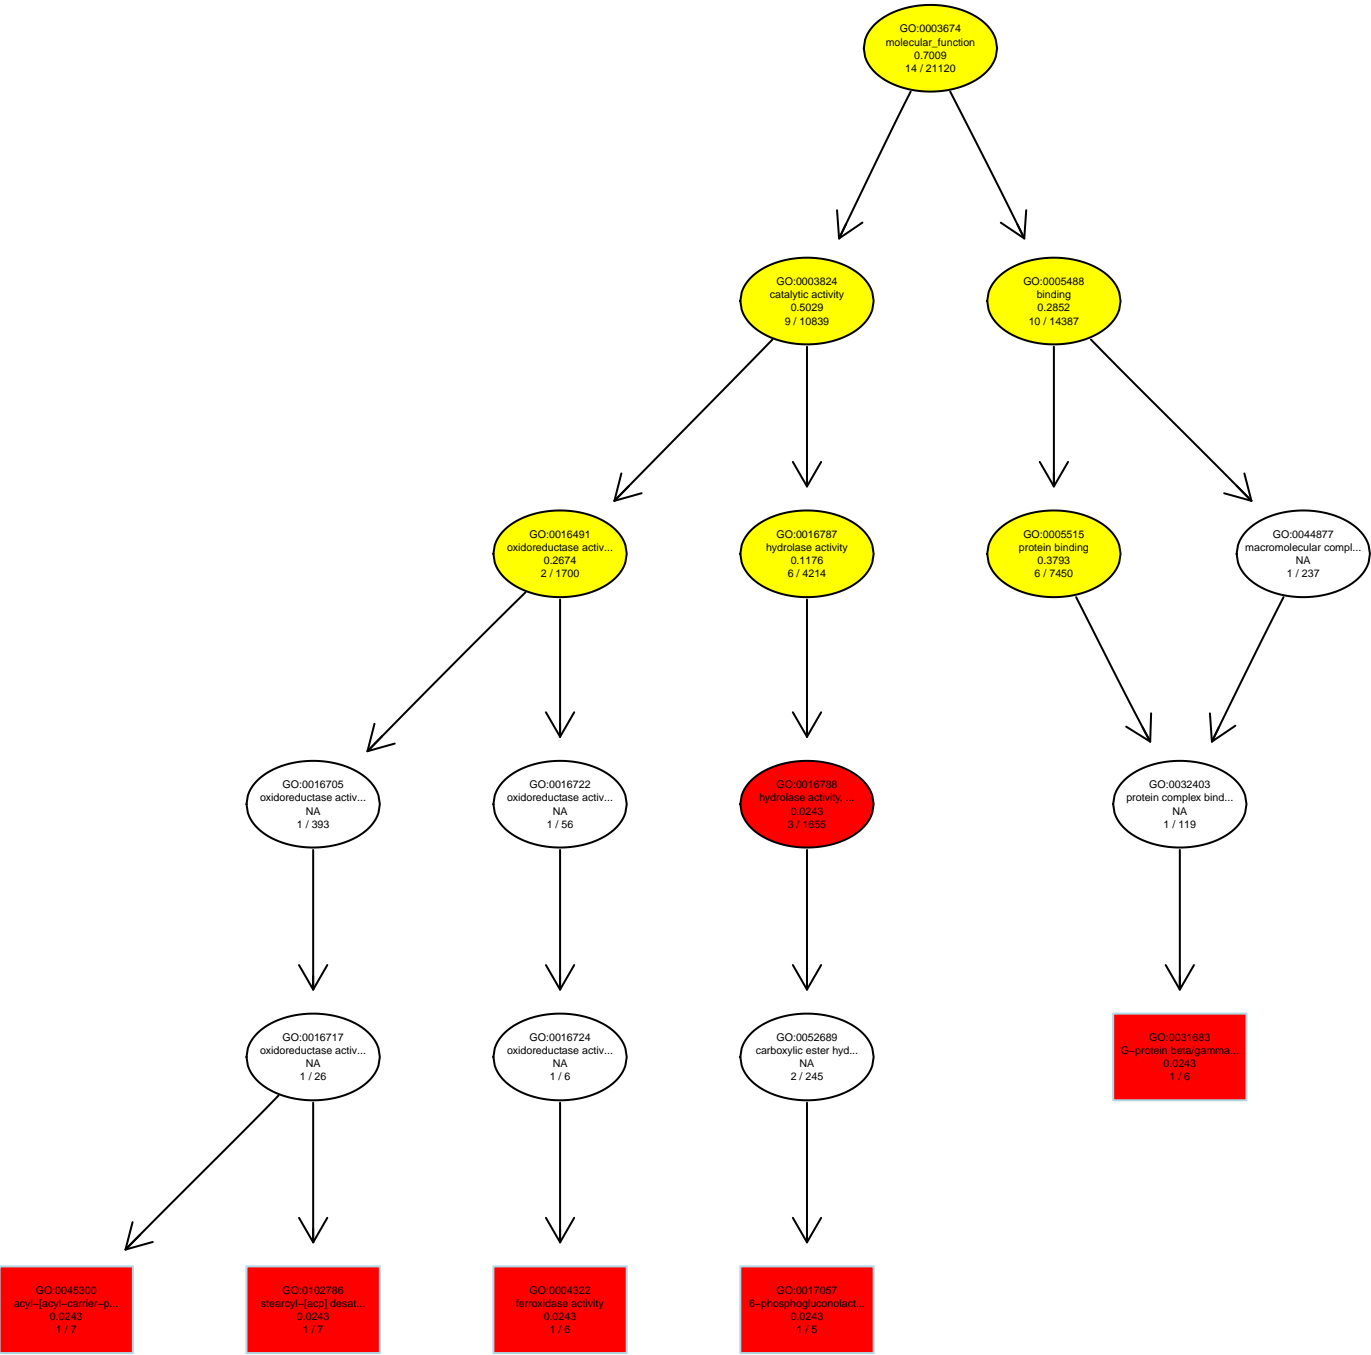 GO:0003674
molecular_function
0.7009
14 / 21120
GO:0003824
catalytic activity
0.5029
9 / 10839
GO:0005488
binding
0.2852
10 / 14387
GO:0016491
oxidoreductase activ...
0.2674
2 / 1700
GO:0016787
hydrolase activity
0.1176
6 / 4214
GO:0005515
protein binding
0.3793
6 / 7450
GO:0044877
macromolecular compl...
NA
1 / 237
GO:0016705
oxidoreductase activ...
NA
1 / 393
GO:0016722
oxidoreductase activ...
NA
1 / 56
GO:0016788
hydrolase activity, ...
0.0243
3 / 1655
GO:0032403
protein complex bind...
NA
1 / 119
GO:0016717
oxidoreductase activ...
NA
1 / 26
GO:0016724
oxidoreductase activ...
NA
1 / 6
GO:0052689
carboxylic ester hyd...
NA
2 / 245
GO:0031683
G−protein beta/gamma...
0.0243
1 / 6
GO:0045300
acyl−[acyl−carrier−p...
0.0243
1 / 7
GO:0102786
stearoyl−[acp] desat...
0.0243
1 / 7
GO:0004322
ferroxidase activity
0.0243
1 / 6
GO:0017057
6−phosphogluconolact...
0.0243
1 / 5